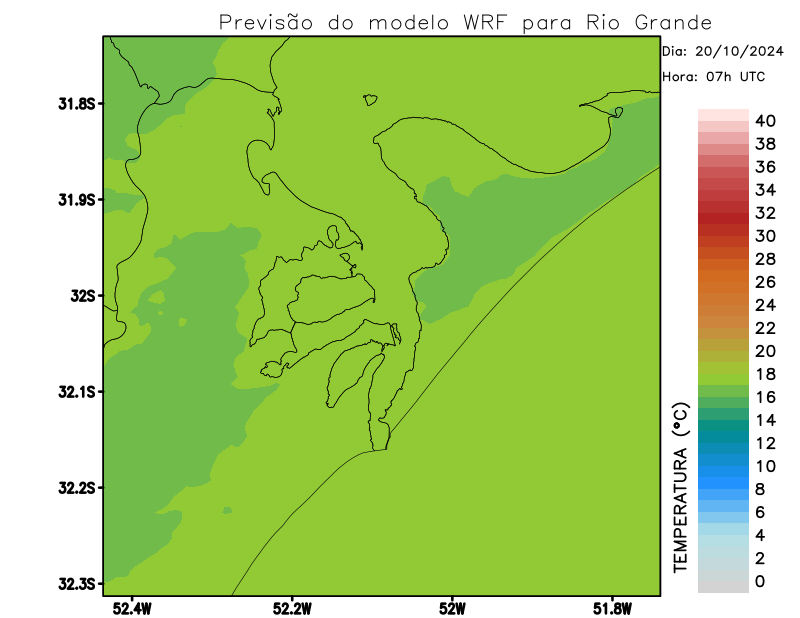 Previsão do modelo WRF para Rio Grande
Dia: 20/10/2024
Hora: 07h UTC
31.8S
31.9S
32S
32.1S
32.2S
32.3S
52.4W
52.2W
52W
51.8W
TEMPERATURA (°C)
40
38
36
34
32
30
28
26
24
22
20
18
16
14
12
10
8
6
4
2
0